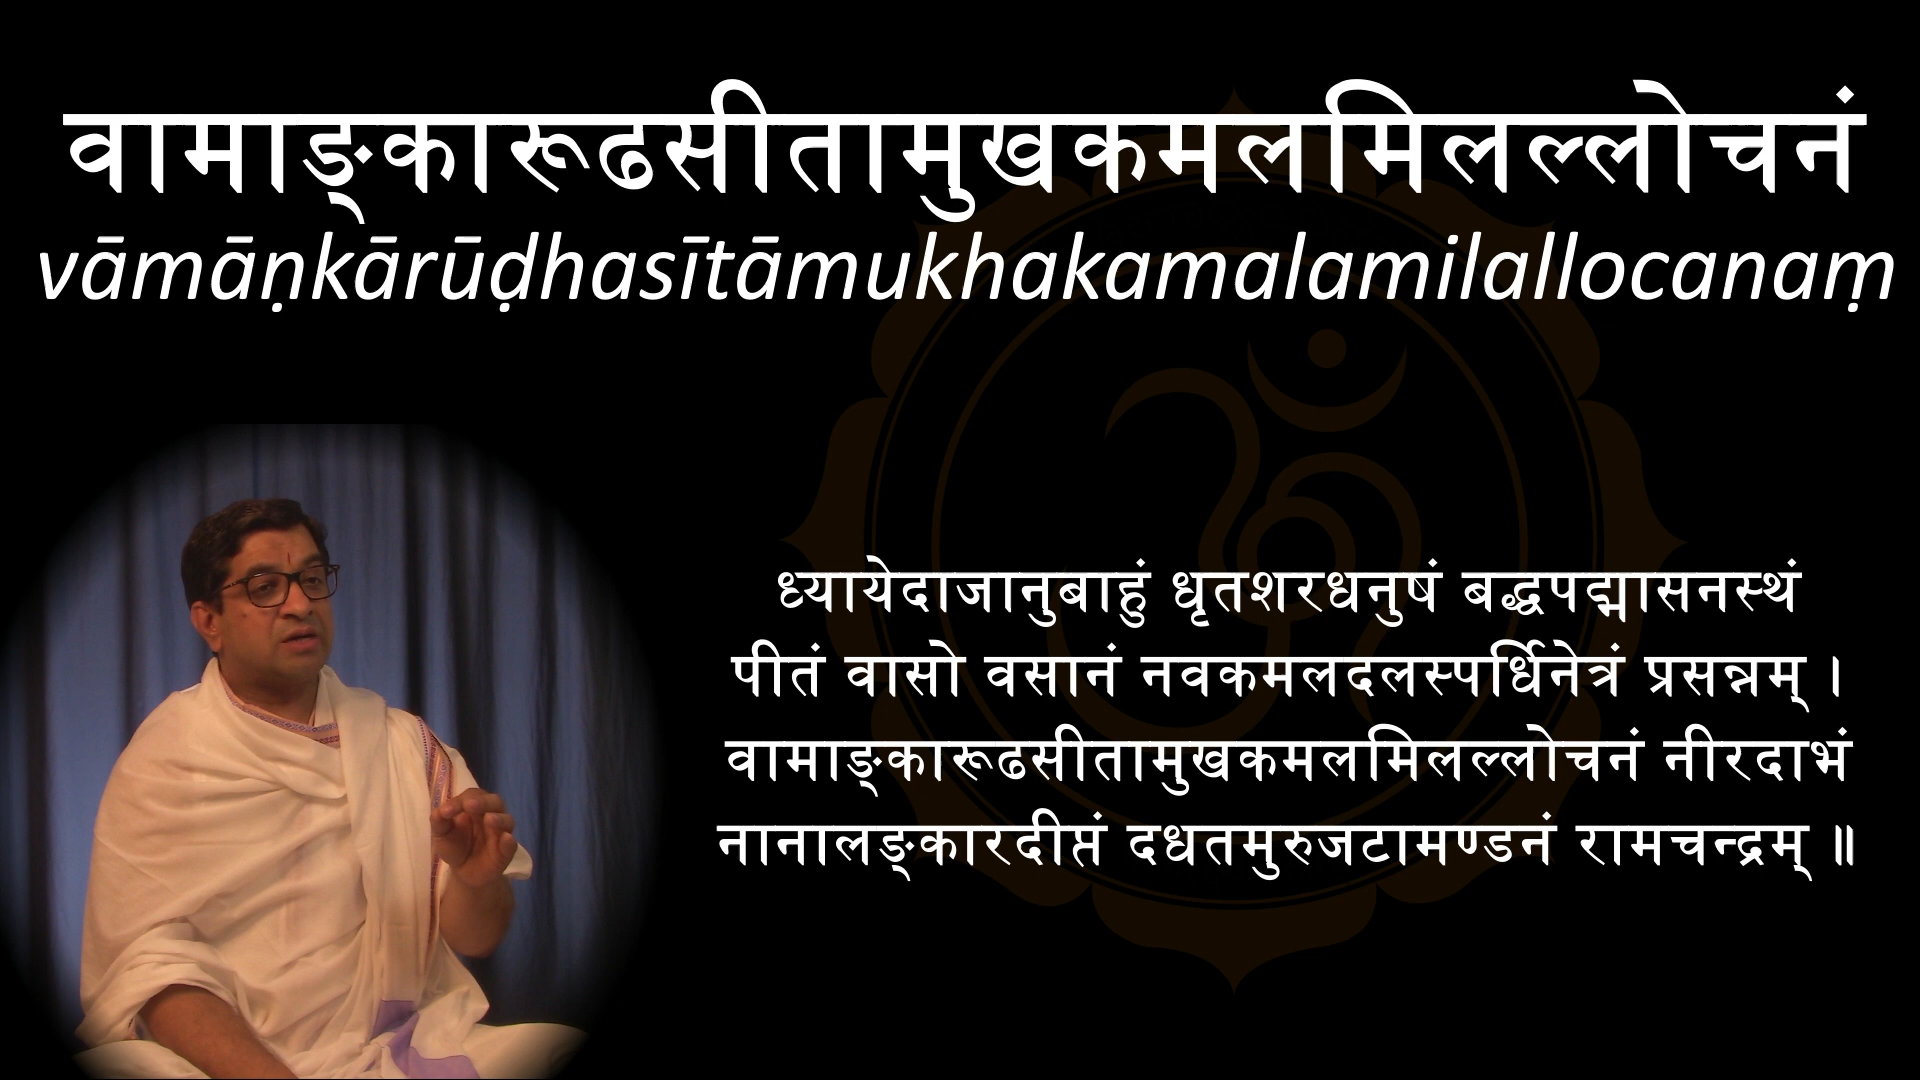 वामाङ्कारूढसीतामुखकमलमिलल्लोचनं
vāmāṇkārūḍhasītāmukhakamalamilallocanaṃ
ध्यायेदाजानुबाहुं धृतशरधनुषं बद्धपद्मासनस्थं
पीतं वासो वसानं नवकमलदलस्पर्धिनेत्रं प्रसन्नम् ।
वामाङ्कारूढसीतामुखकमलमिलल्लोचनं नीरदाभं
नानालङ्कारदीप्तं दधतमुरुजटामण्डनं रामचन्द्रम् ॥